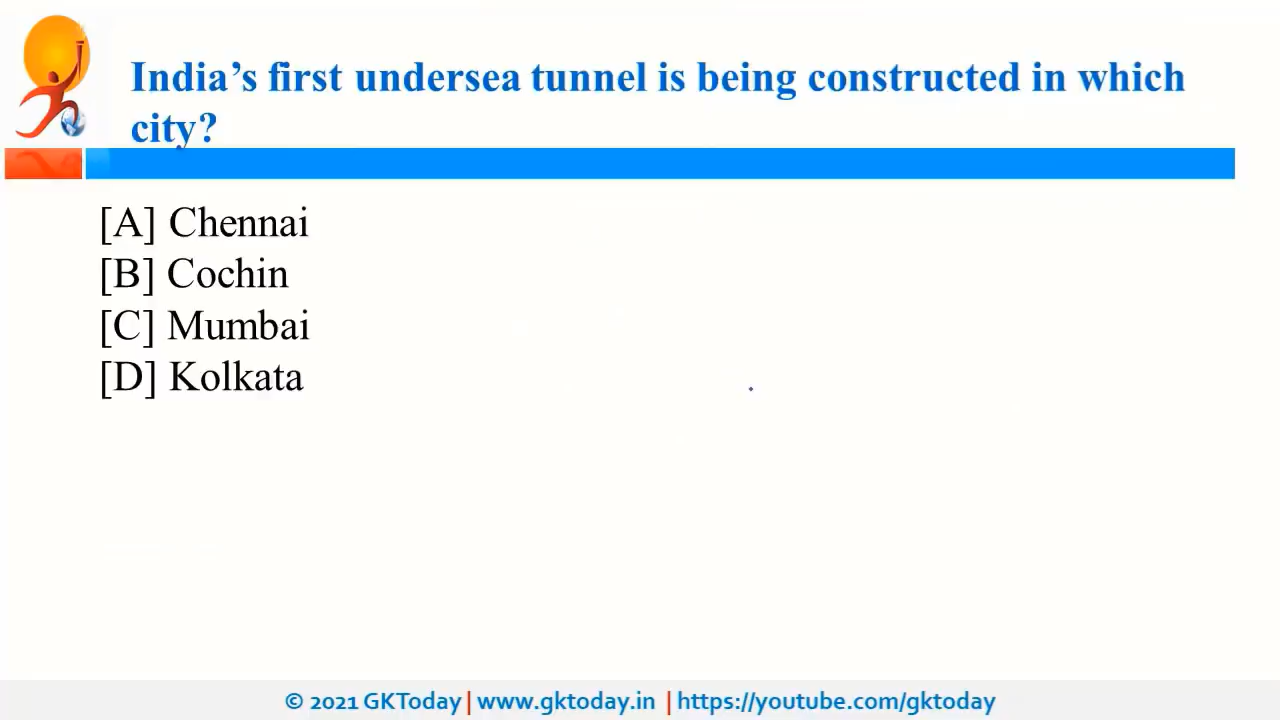 India’s first undersea tunnel is being constructed in which
city?
[A] Chennai
[B] Cochin
[C] Mumbai
[D] Kolkata
© 2021 GKToday | www.gktoday.in | https://youtube.com/gktoday